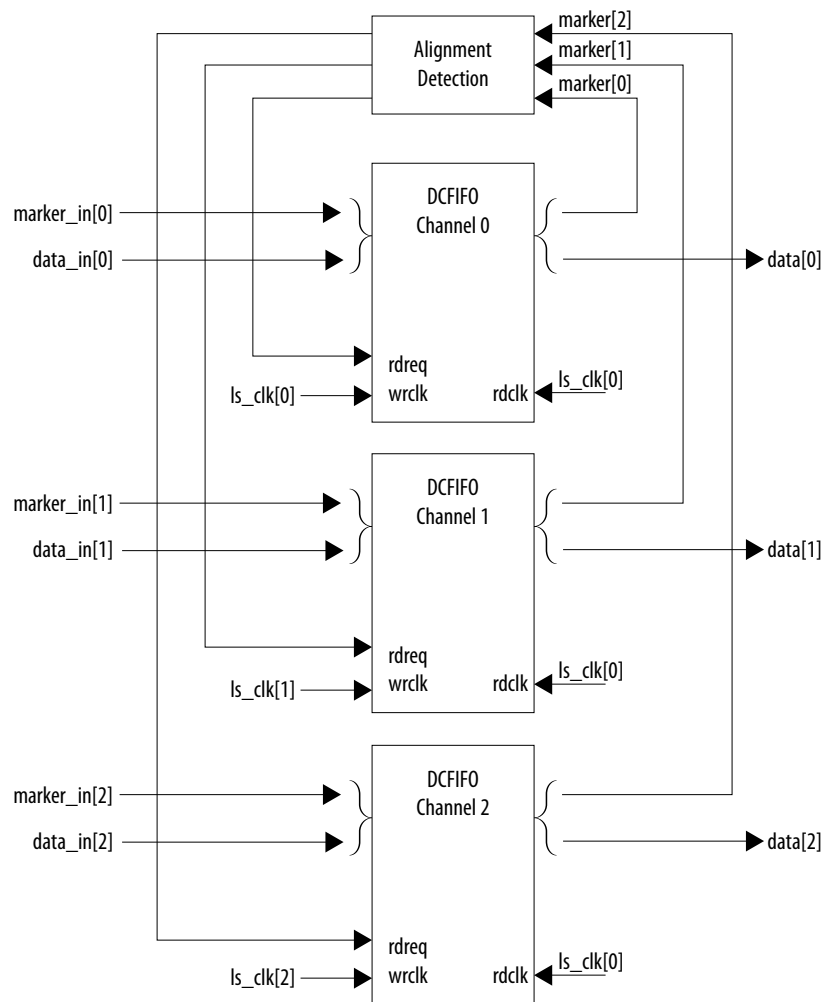 marker[2]
Alignment
Detection
marker[1]
marker[0]
DCFIFO
Channel 0
marker_in[0]
data_in[0]
data[0]
rdreq
ls_clk[0]
wrclk
rdclk
ls_clk[0]
DCFIFO
Channel 1
marker_in[1]
data_in[1]
data[1]
rdreq
ls_clk[1]
wrclk
rdclk
ls_clk[0]
DCFIFO
Channel 2
marker_in[2]
data_in[2]
data[2]
rdreq
ls_clk[2]
wrclk
rdclk
ls_clk[0]